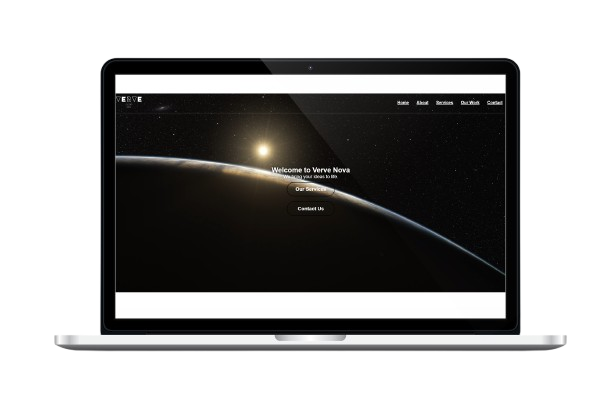 VERVE
Home About Services Our Work Contact
Welcome to Verve Nova
We bring your ideas to life
Our Services
Contact Us